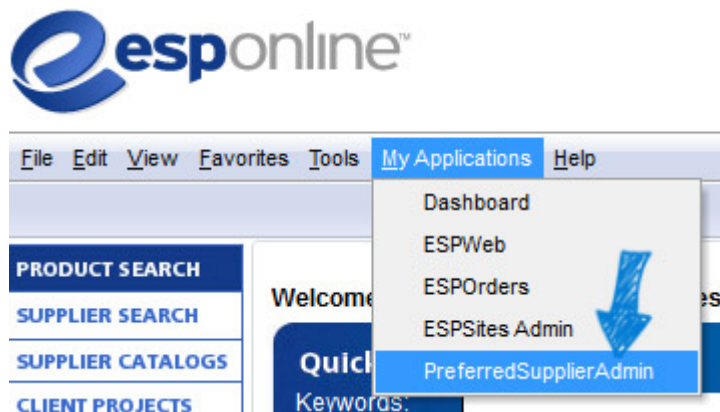 esponline™
File Edit View Favorites Tools My Applications Help
Dashboard
ESPWeb
ESPOrders
ESPSites Admin
PreferredSupplierAdmin
PRODUCT SEARCH
SUPPLIER SEARCH
SUPPLIER CATALOGS
CLIENT PROJECTS
Welcome
Quick
Keywords: